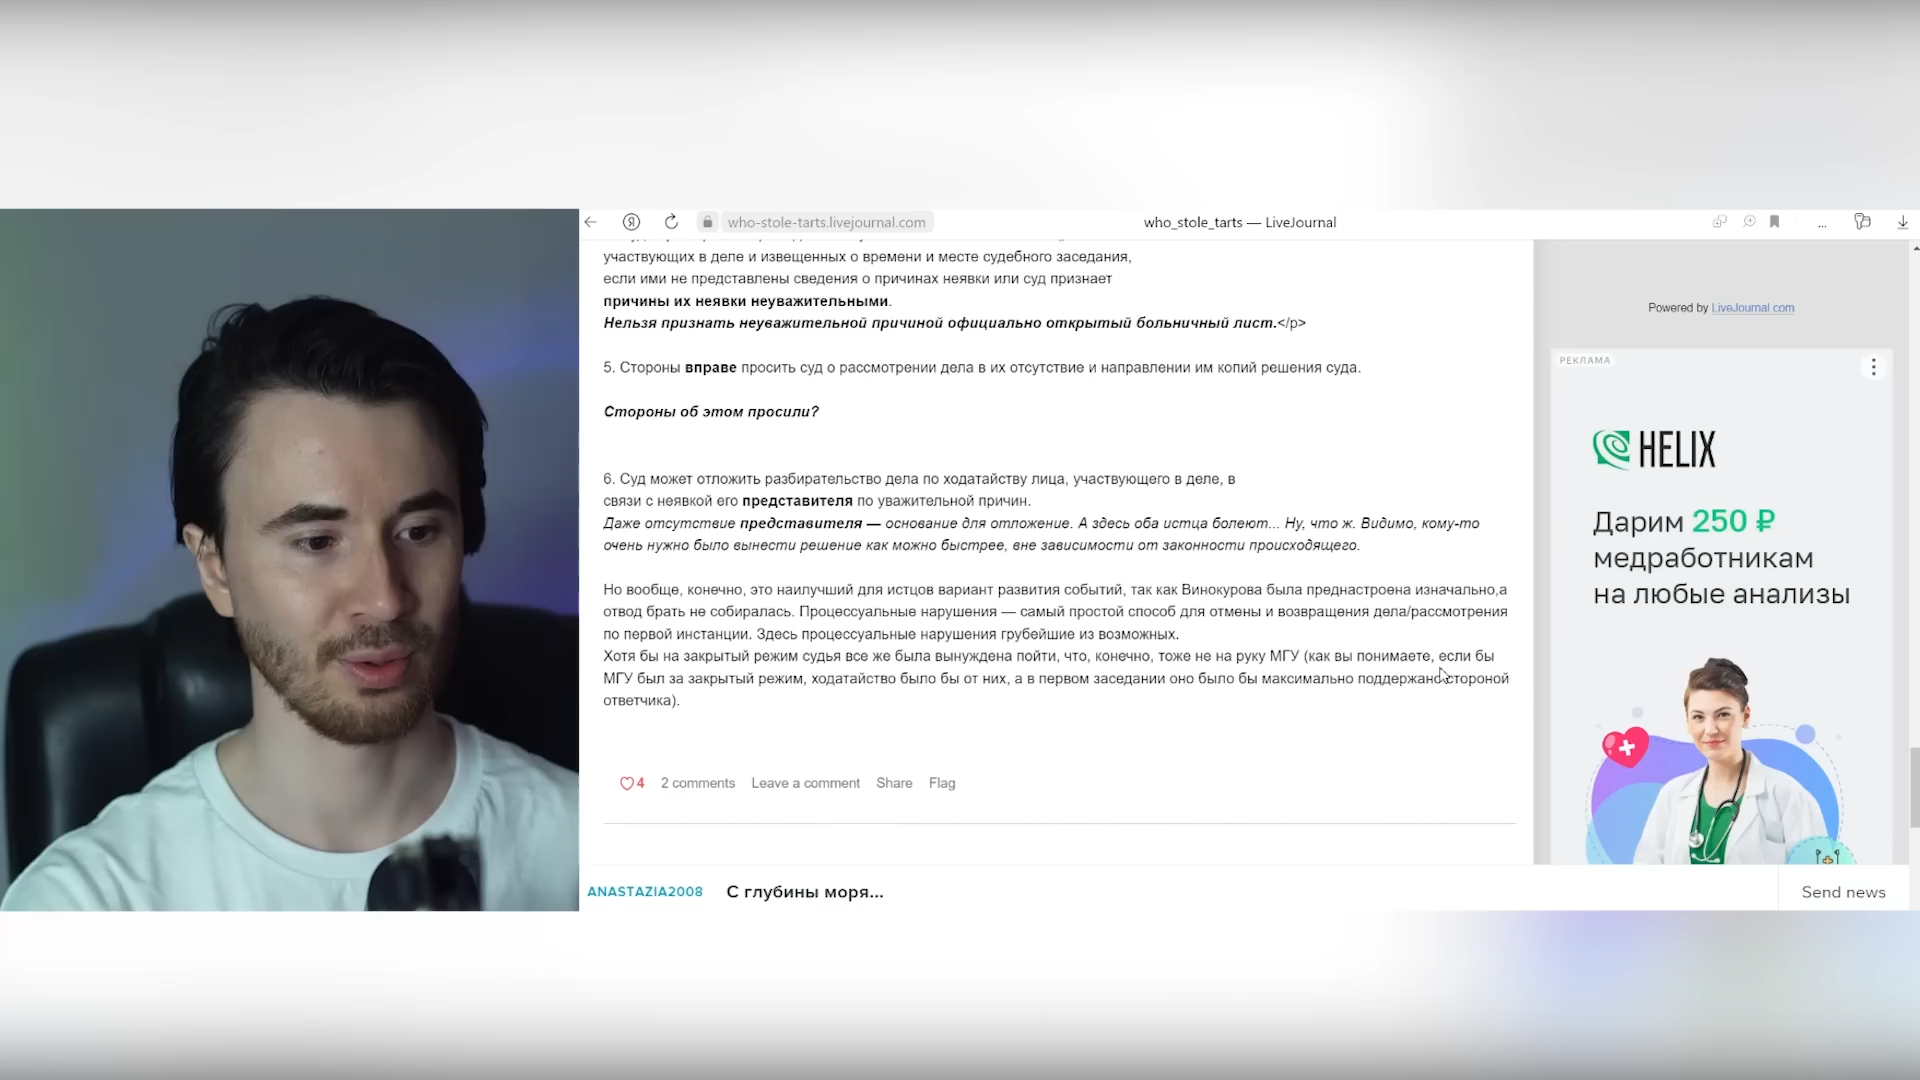 who-stole-tarts.livejournal.com
who_stole_tarts — LiveJournal
участвующих в деле и извещенных о времени и месте судебного заседания,
если ими не представлены сведения о причинах неявки или суд признает
причины их неявки неуважительными.
Нельзя признать неуважительной причиной официально открытый больничный лист.</p>
5. Стороны вправе просить суд о рассмотрении дела в их отсутствие и направлении им копий решения суда.
Стороны об этом просили?
6. Суд может отложить разбирательство дела по ходатайству лица, участвующего в деле, в
связи с неявкой его представителя по уважительной причин.
Даже отсутствие представителя — основание для отложение. А здесь оба истца болеют... Ну, что ж. Видимо, кому-то
очень нужно было вынести решение как можно быстрее, вне зависимости от законности происходящего.
Но вообще, конечно, это наилучший для истцов вариант развития событий, так как Винокурова была преднастроена изначально,а
отвод брать не собиралась. Процессуальные нарушения — самый простой способ для отмены и возвращения дела/рассмотрения
по первой инстанции. Здесь процессуальные нарушения грубейшие из возможных.
Хотя бы на закрытый режим судья все же была вынуждена пойти, что, конечно, тоже не на руку МГУ (как вы понимаете, если бы
МГУ был за закрытый режим, ходатайство было бы от них, а в первом заседании оно было бы максимально поддержано стороной
ответчика).
4 2 comments Leave a comment Share Flag
ANASTAZIA2008 С глубины моря...
Send news
Powered by LiveJournal.com
РЕКЛАМА
HELIX
Дарим 250 ₽
медработникам
на любые анализы